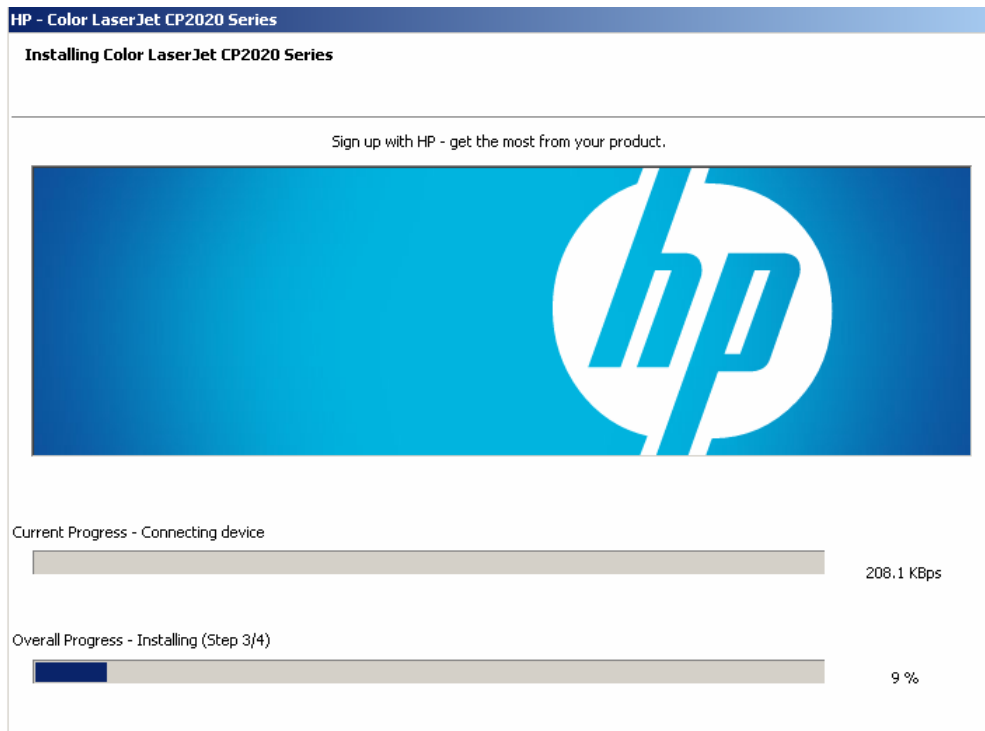 HP - Color LaserJet CP2020 Series
Installing Color LaserJet CP2020 Series
Sign up with HP - get the most from your product.
hp
Current Progress - Connecting device
208.1 KBps
Overall Progress - Installing (Step 3/4)
9 %